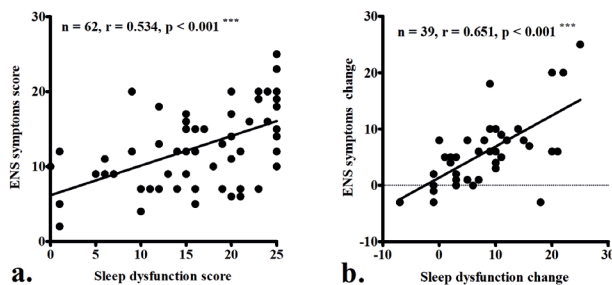 n = 62, r = 0.534, p < 0.001 ***
ENS symptoms score
30
20
10
0
0 5 10 15 20 25
Sleep dysfunction score
a.
n = 39, r = 0.651, p < 0.001 ***
ENS symptoms change
30
20
10
0
-10
-10 0 10 20 30
Sleep dysfunction change
b.